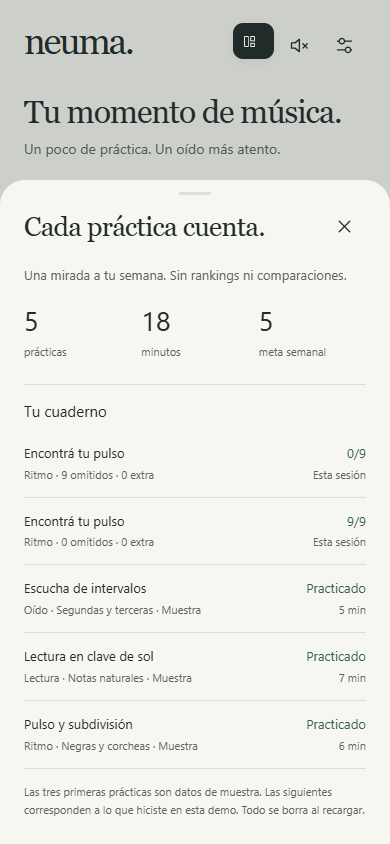 neuma.
Tu momento de música.
Un poco de práctica. Un oído más atento.
Cada práctica cuenta.
Una mirada a tu semana. Sin rankings ni comparaciones.
5 18 5
prácticas minutos meta semanal
Tu cuaderno
Encontrá tu pulso 0/9
Ritmo · 9 omitidos · 0 extra Esta sesión
Encontrá tu pulso 9/9
Ritmo · 0 omitidos · 0 extra Esta sesión
Escucha de intervalos Practicado
Oído · Segundas y terceras · Muestra 5 min
Lectura en clave de sol Practicado
Lectura · Notas naturales · Muestra 7 min
Pulso y subdivisión Practicado
Ritmo · Negras y corcheas · Muestra 6 min
Las tres primeras prácticas son datos de muestra. Las siguientes
corresponden a lo que hiciste en esta demo. Todo se borra al recargar.